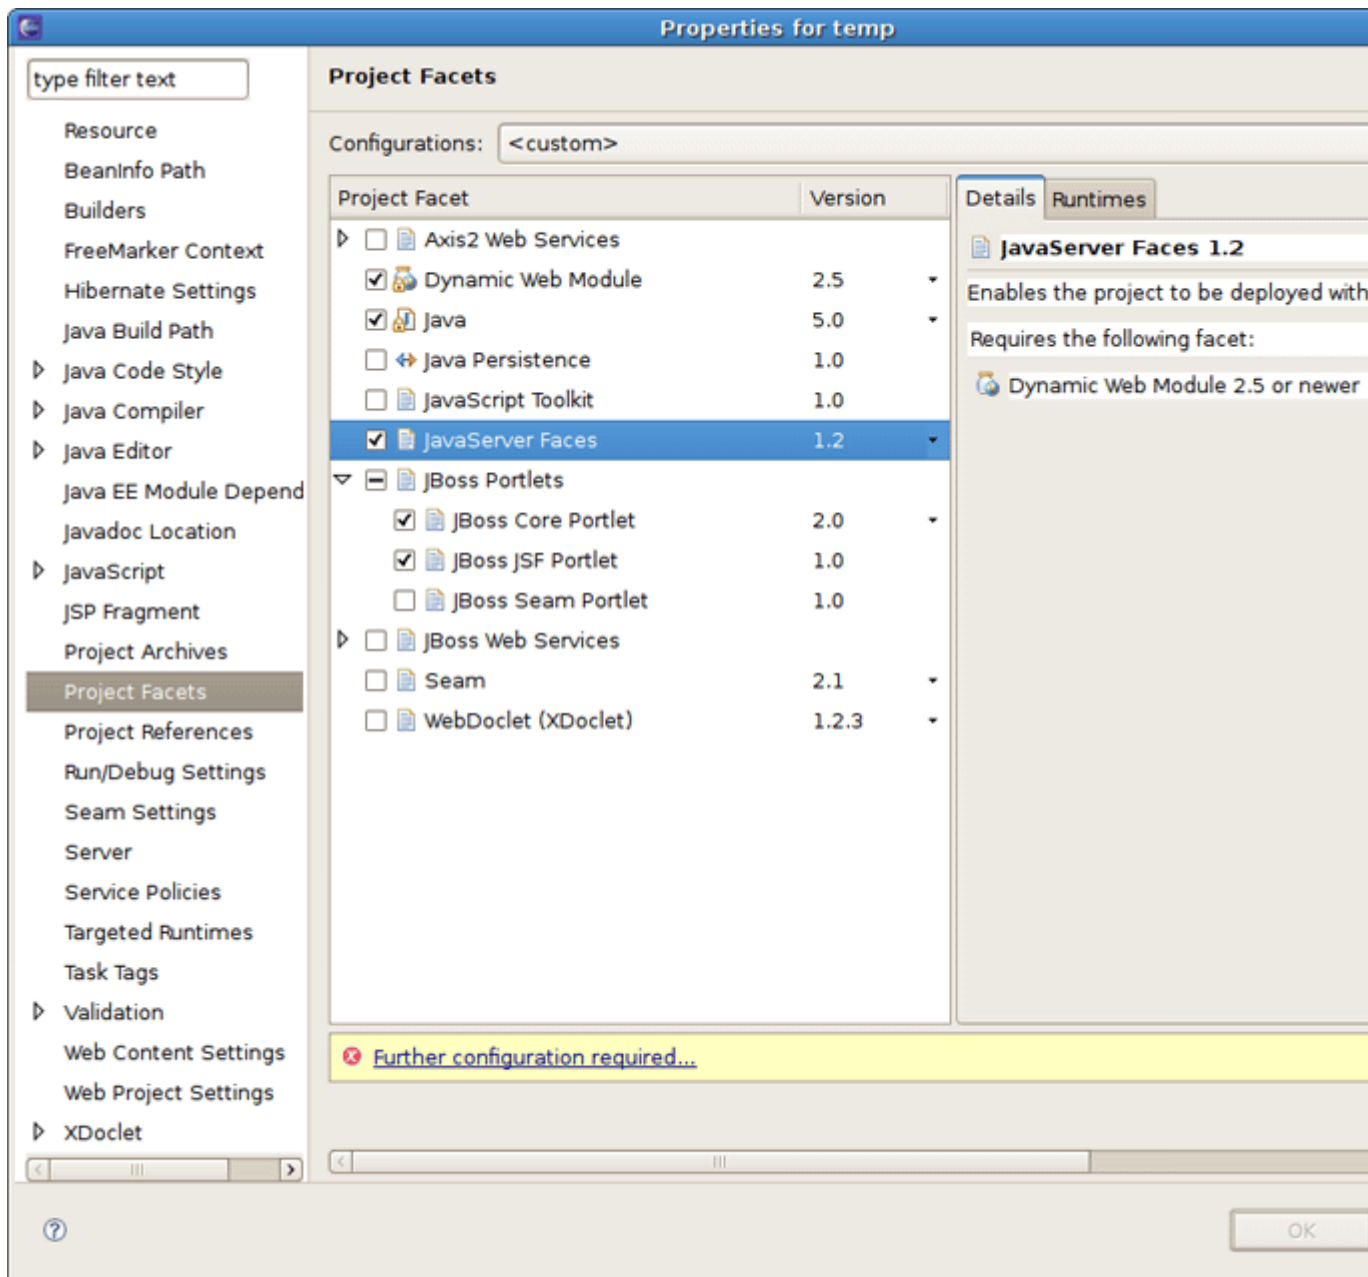 Properties for temp
type filter text
Resource
BeanInfo Path
Builders
FreeMarker Context
Hibernate Settings
Java Build Path
Java Code Style
Java Compiler
Java Editor
Java EE Module Depend
Javadoc Location
JavaScript
JSP Fragment
Project Archives
Project Facets
Project References
Run/Debug Settings
Seam Settings
Server
Service Policies
Targeted Runtimes
Task Tags
Validation
Web Content Settings
Web Project Settings
XDoclet
Project Facets
Configurations: <custom>
Project Facet Version
Axis2 Web Services
Dynamic Web Module 2.5
Java 5.0
Java Persistence 1.0
JavaScript Toolkit 1.0
JavaServer Faces 1.2
JBoss Portlets
JBoss Core Portlet 2.0
JBoss JSF Portlet 1.0
JBoss Seam Portlet 1.0
JBoss Web Services
Seam 2.1
WebDoclet (XDoclet) 1.2.3
Details Runtimes
JavaServer Faces 1.2
Enables the project to be deployed with
Requires the following facet:
Dynamic Web Module 2.5 or newer
Further configuration required...
OK